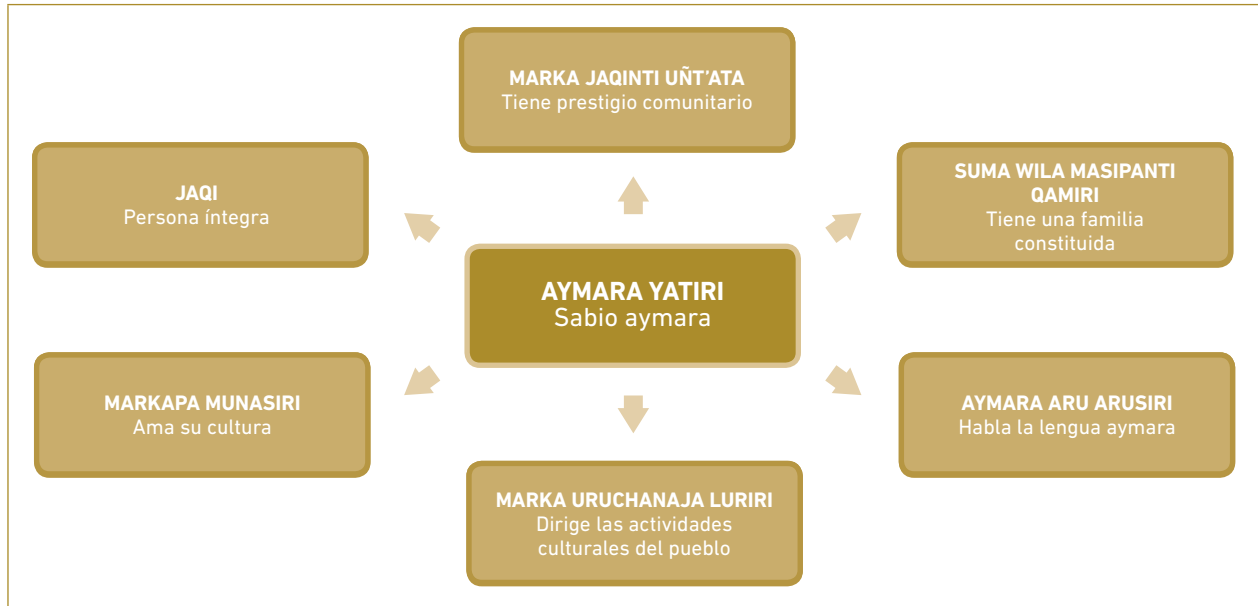 MARKA JAQINTI UÑT’ATA
Tiene prestigio comunitario
JAQI
Persona íntegra
SUMA WILA MASIPANTI
QAMIRI
Tiene una familia
constituida
AYMARA YATIRI
Sabio aymara
MARKAPA MUNASIRI
Ama su cultura
AYMARA ARU ARUSIRI
Habla la lengua aymara
MARKA URUCHANAJA LURIRI
Dirige las actividades
culturales del pueblo